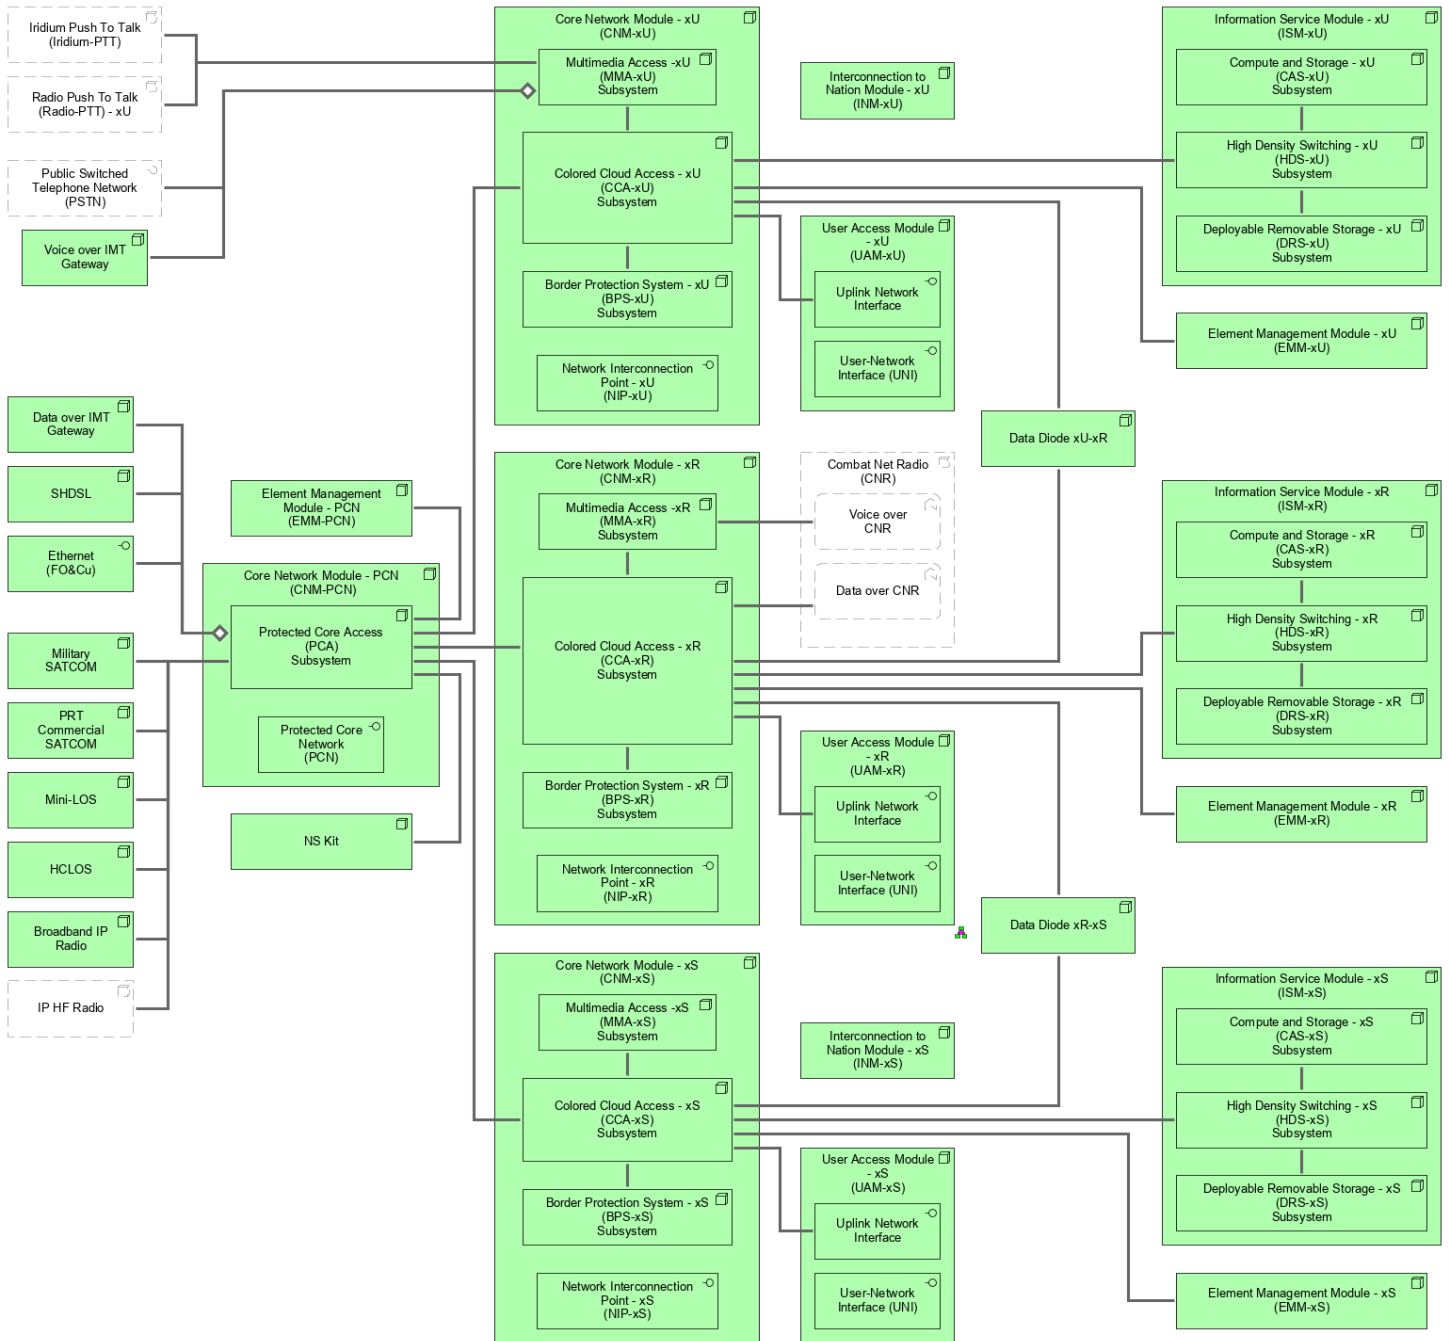 Iridium Push To Talk
(Iridium-PTT)
Radio Push To Talk
(Radio-PTT) - xU
Public Switched
Telephone Network
(PSTN)
Voice over IMT
Gateway
Data over IMT
Gateway
SHDSL
Ethernet
(FO&Cu)
Military
SATCOM
PRT
Commercial
SATCOM
Mini-LOS
HCLOS
Broadband IP
Radio
IP HF Radio
Element Management
Module - PCN
(EMM-PCN)
Core Network Module - PCN
(CNM-PCN)
Protected Core Access
(PCA)
Subsystem
Protected Core
Network
(PCN)
NS Kit
Core Network Module - xU
(CNM-xU)
Multimedia Access -xU
(MMA-xU)
Subsystem
Colored Cloud Access - xU
(CCA-xU)
Subsystem
Border Protection System - xU
(BPS-xU)
Subsystem
Network Interconnection
Point - xU
(NIP-xU)
Interconnection to
Nation Module - xU
(INM-xU)
User Access Module
- xU
(UAM-xU)
Uplink Network
Interface
User-Network
Interface (UNI)
Information Service Module - xU
(ISM-xU)
Compute and Storage - xU
(CAS-xU)
Subsystem
High Density Switching - xU
(HDS-xU)
Subsystem
Deployable Removable Storage - xU
(DRS-xU)
Subsystem
Element Management Module - xU
(EMM-xU)
Data Diode xU-xR
Core Network Module - xR
(CNM-xR)
Multimedia Access -xR
(MMA-xR)
Subsystem
Colored Cloud Access - xR
(CCA-xR)
Subsystem
Border Protection System - xR
(BPS-xR)
Subsystem
Network Interconnection
Point - xR
(NIP-xR)
Combat Net Radio
(CNR)
Voice over
CNR
Data over CNR
User Access Module
- xR
(UAM-xR)
Uplink Network
Interface
User-Network
Interface (UNI)
Information Service Module - xR
(ISM-xR)
Compute and Storage - xR
(CAS-xR)
Subsystem
High Density Switching - xR
(HDS-xR)
Subsystem
Deployable Removable Storage - xR
(DRS-xR)
Subsystem
Element Management Module - xR
(EMM-xR)
Data Diode xR-xS
Core Network Module - xS
(CNM-xS)
Multimedia Access -xS
(MMA-xS)
Subsystem
Colored Cloud Access - xS
(CCA-xS)
Subsystem
Border Protection System - xS
(BPS-xS)
Subsystem
Network Interconnection
Point - xS
(NIP-xS)
Interconnection to
Nation Module - xS
(INM-xS)
User Access Module
- xS
(UAM-xS)
Uplink Network
Interface
User-Network
Interface (UNI)
Information Service Module - xS
(ISM-xS)
Compute and Storage - xS
(CAS-xS)
Subsystem
High Density Switching - xS
(HDS-xS)
Subsystem
Deployable Removable Storage - xS
(DRS-xS)
Subsystem
Element Management Module - xS
(EMM-xS)